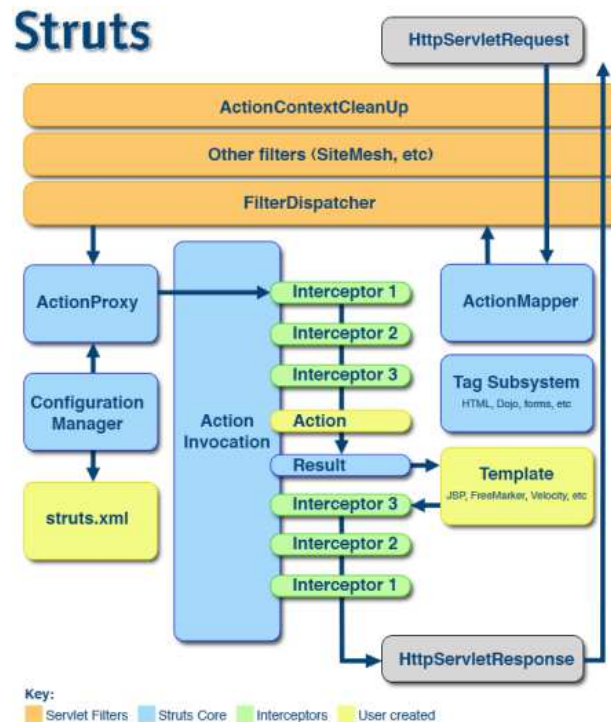 Struts
HttpServletRequest
ActionContextCleanUp
Other filters (SiteMesh, etc)
FilterDispatcher
ActionProxy
Interceptor 1
ActionMapper
Interceptor 2
Interceptor 3
Tag Subsystem
HTML, Dojo, forms, etc
Configuration
Manager
Action
Invocation
Action
Result
Template
JSP, FreeMarker, Velocity, etc
struts.xml
Interceptor 3
Interceptor 2
Interceptor 1
HttpServletResponse
Key:
Servlet Filters
Struts Core
Interceptors
User created